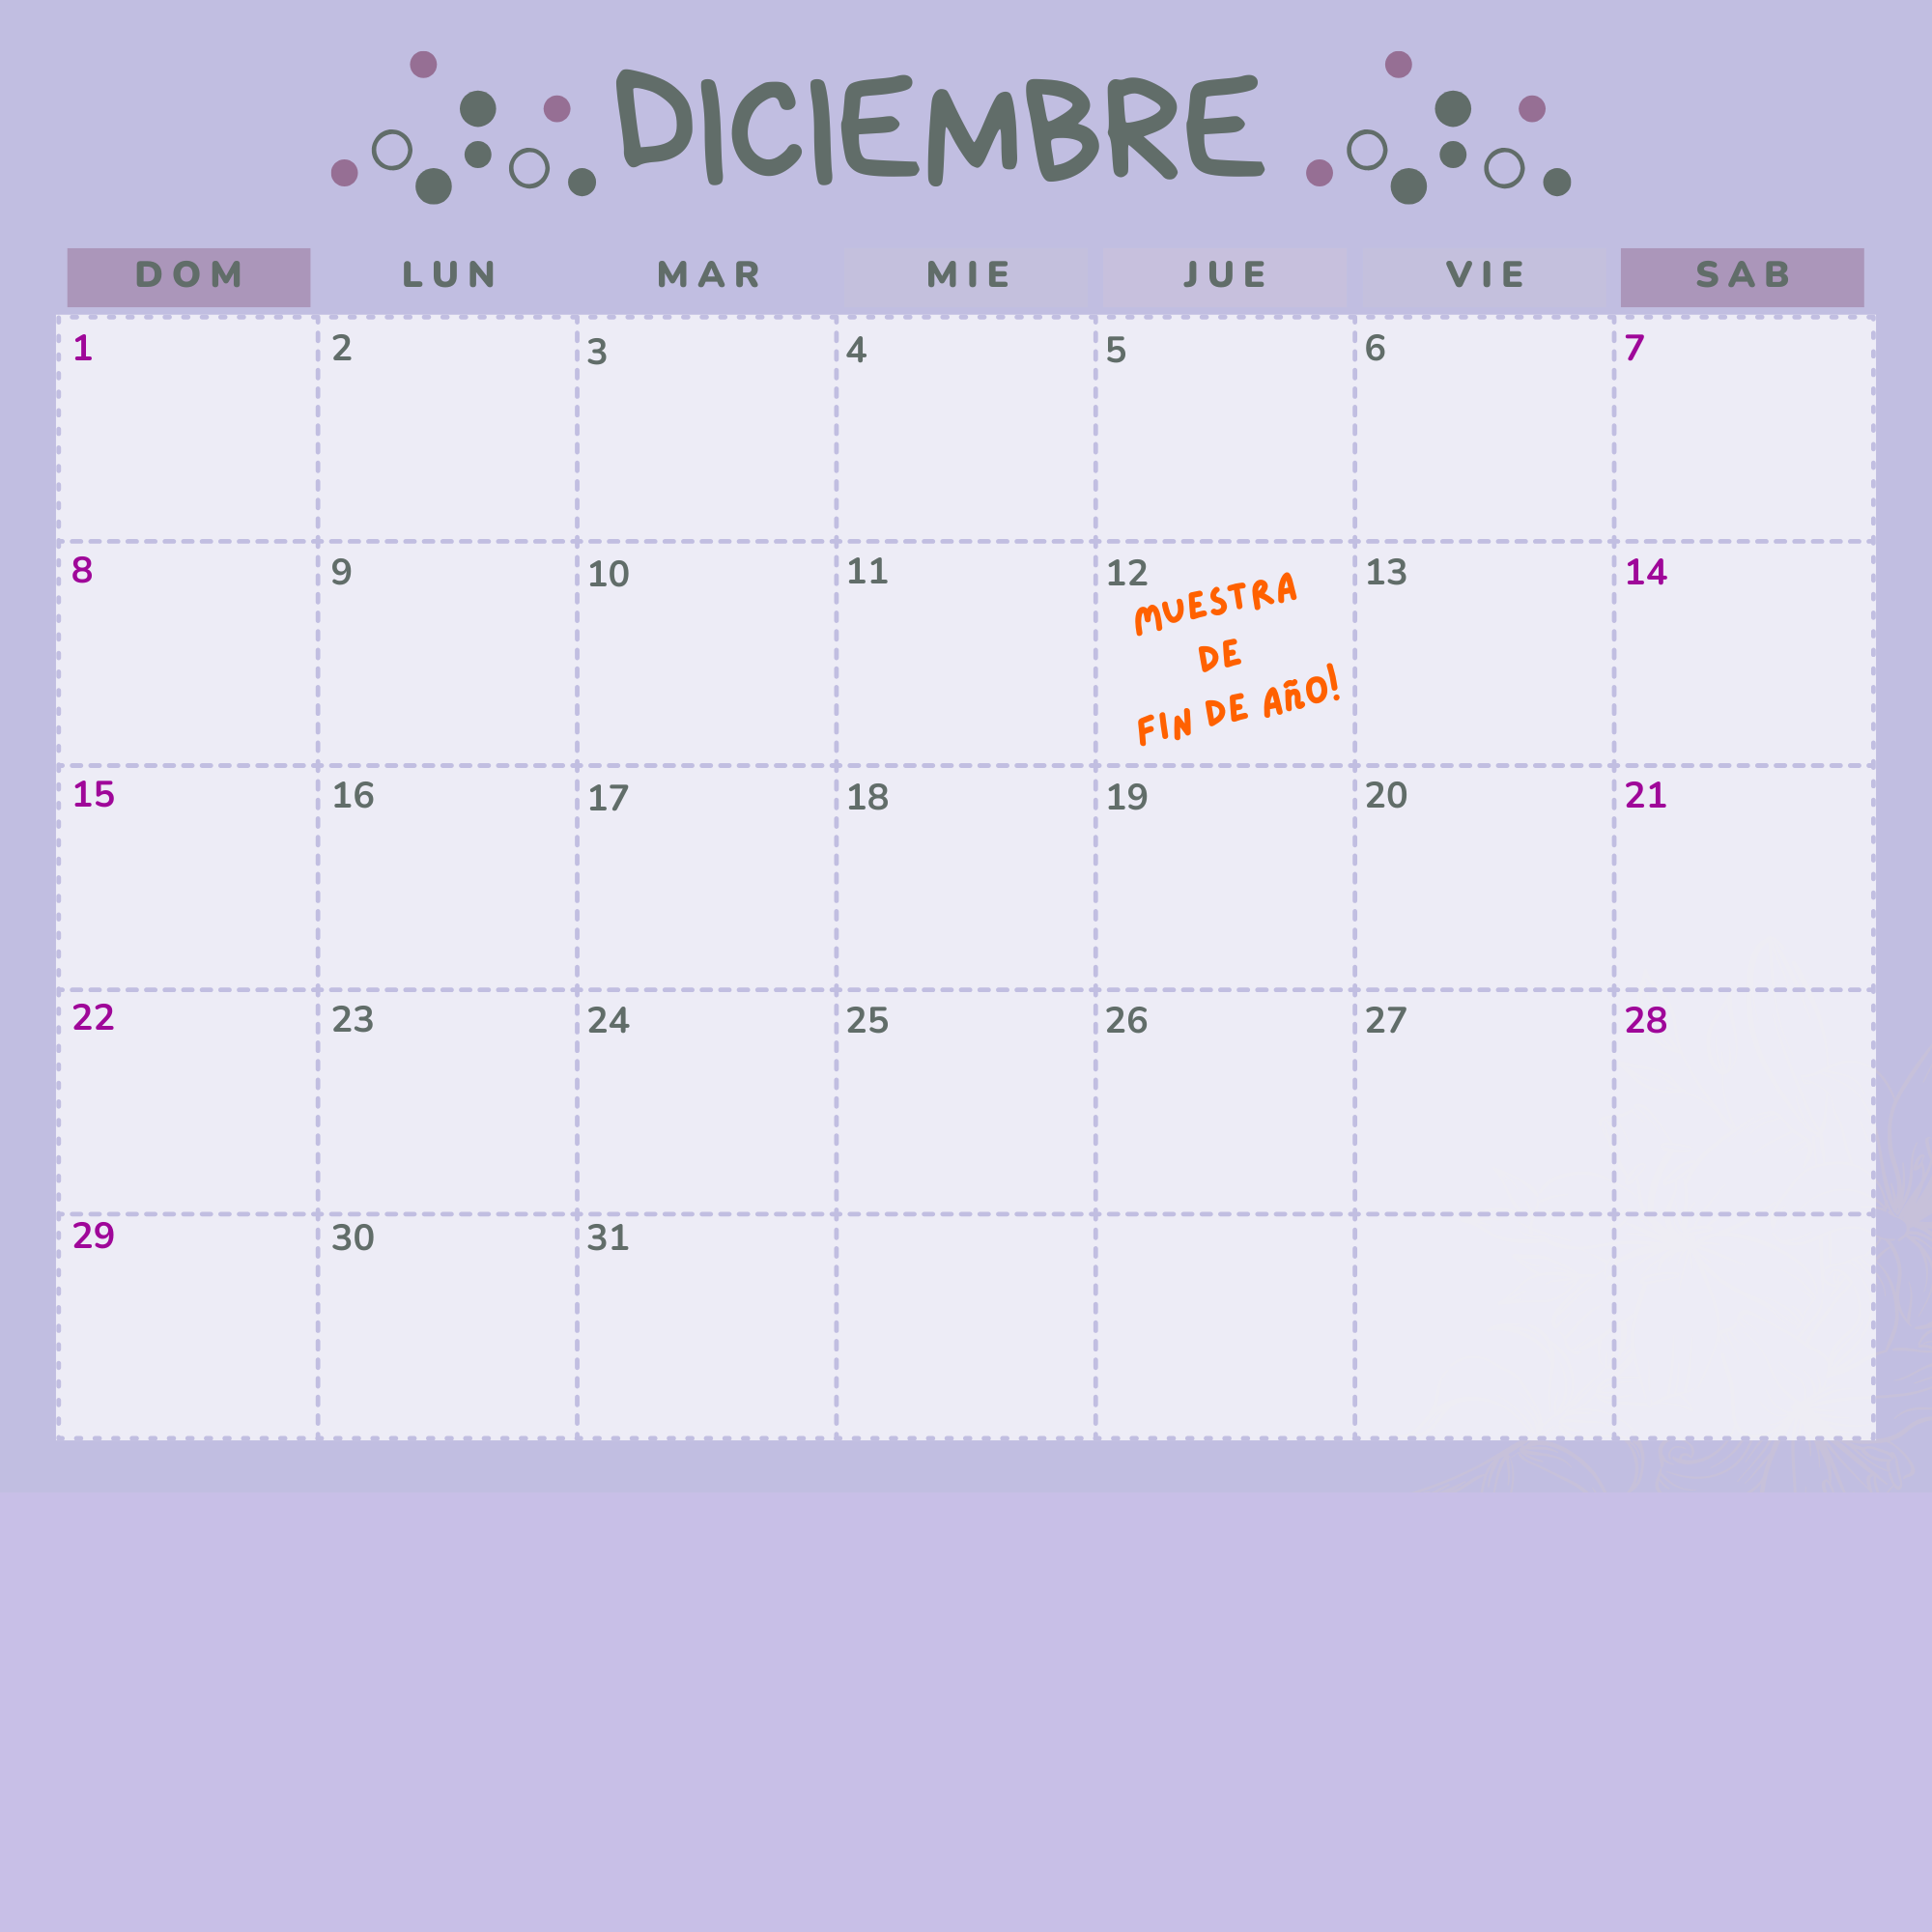 DICIEMBRE
DOM LUN MAR MIE JUE VIE SAB
1 2 3 4 5 6 7
8 9 10 11 12 13 14
MUESTRA
DE
FIN DE AÑO!
15 16 17 18 19 20 21
22 23 24 25 26 27 28
29 30 31